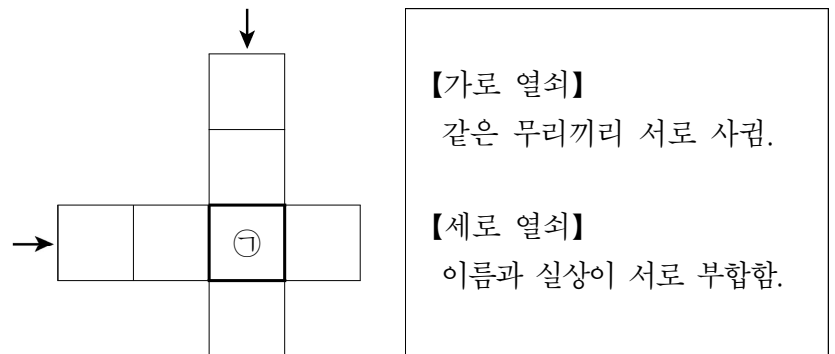 ㉠
【가로 열쇠】
같은 무리끼리 서로 사귐.
【세로 열쇠】
이름과 실상이 서로 부합함.